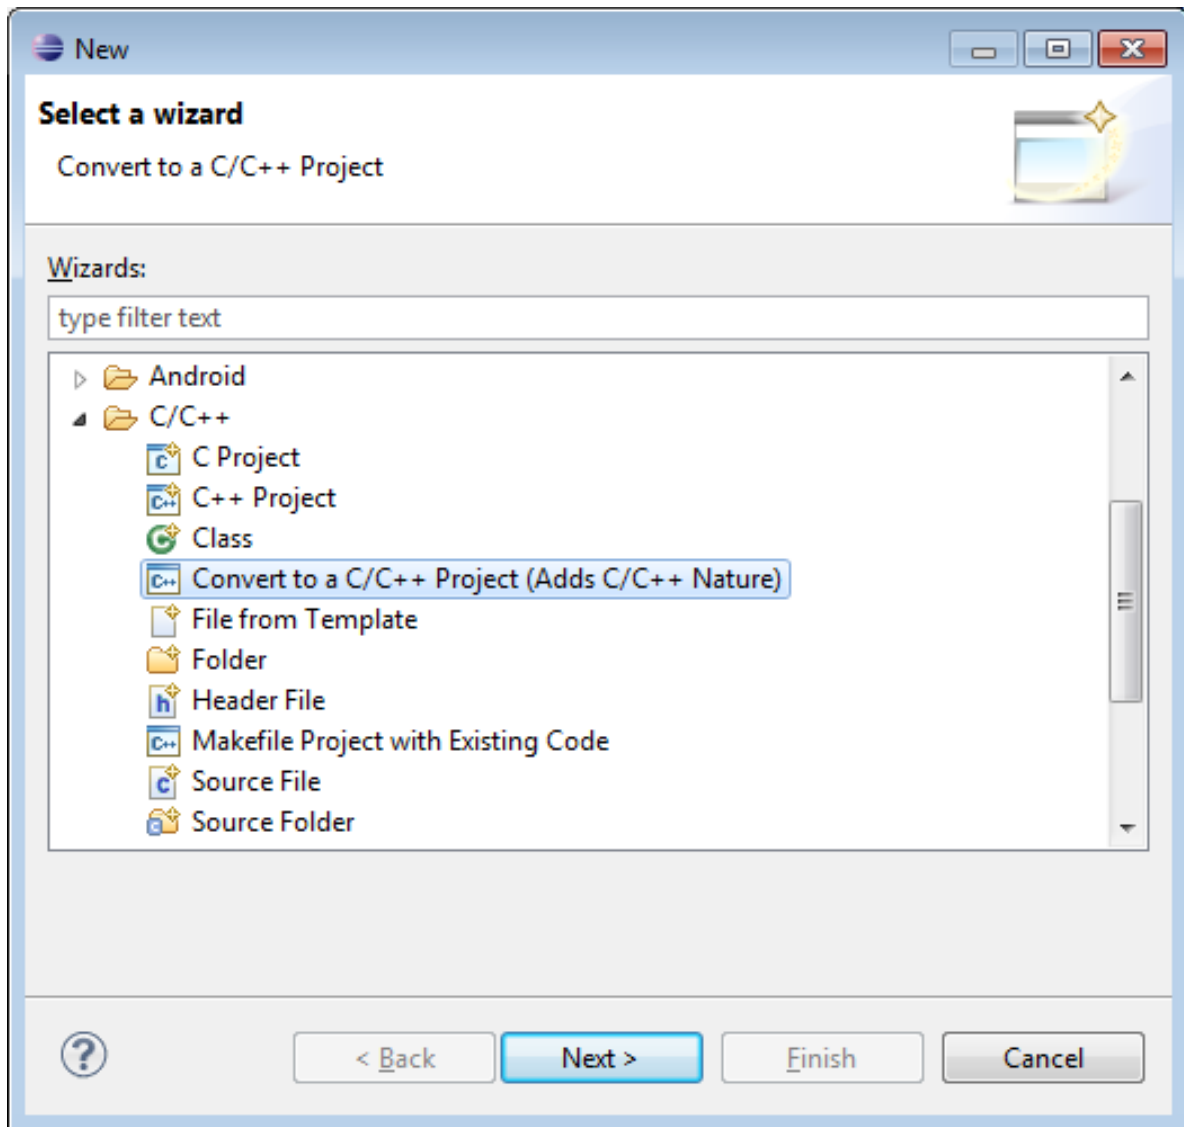 New
Select a wizard
Convert to a C/C++ Project
Wizards:
type filter text
Android
C/C++
C Project
C++ Project
Class
Convert to a C/C++ Project (Adds C/C++ Nature)
File from Template
Folder
Header File
Makefile Project with Existing Code
Source File
Source Folder
< Back Next > Finish Cancel